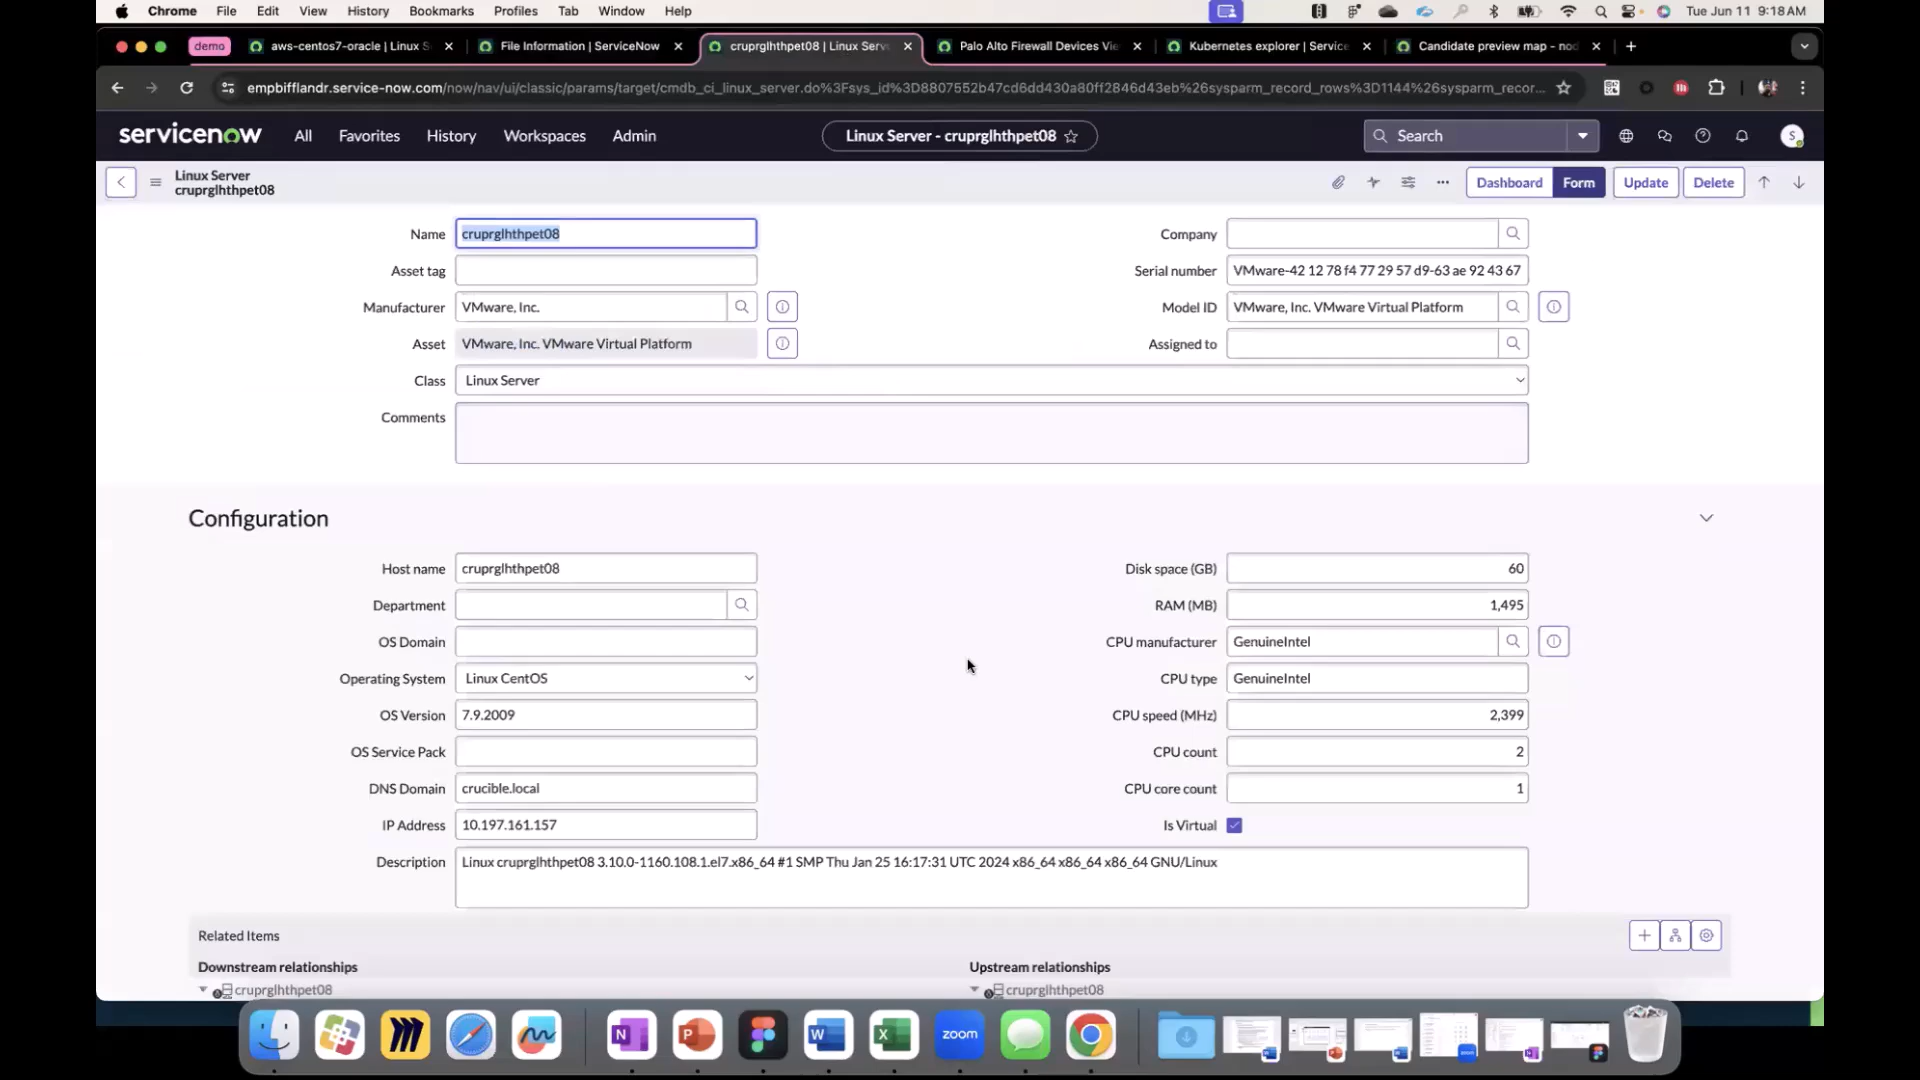 Chrome File Edit View History Bookmarks Profiles Tab Window Help Tue Jun 11 9:18 AM
demo aws-centos7-oracle | Linux S File Information | ServiceNow cruprglhthpet08 | Linux Serv Palo Alto Firewall Devices Vie Kubernetes explorer | Service Candidate preview map - nod
empbifflandr.service-now.com/now/nav/ui/classic/params/target/cmdb_ci_linux_server.do%3Fsys_id%3D8807552b47cd6dd430a80ff2846d43eb%26sysparm_record_rows%3D1144%26sysparm_recor...
servicenow All Favorites History Workspaces Admin Linux Server - cruprglhthpet08 Search S
Linux Server
cruprglhthpet08
Dashboard Form Update Delete
Name cruprglhthpet08 Company
Asset tag Serial number VMware-42 12 78 f4 77 29 57 d9-63 ae 92 43 67
Manufacturer VMware, Inc. Model ID VMware, Inc. VMware Virtual Platform
Asset VMware, Inc. VMware Virtual Platform Assigned to
Class Linux Server
Comments
Configuration
Host name cruprglhthpet08 Disk space (GB) 60
Department RAM (MB) 1,495
OS Domain CPU manufacturer GenuineIntel
Operating System Linux CentOS CPU type GenuineIntel
OS Version 7.9.2009 CPU speed (MHz) 2,399
OS Service Pack CPU count 2
DNS Domain crucible.local CPU core count 1
IP Address 10.197.161.157 Is Virtual
Description Linux cruprglhthpet08 3.10.0-1160.108.1.el7.x86_64 #1 SMP Thu Jan 25 16:17:31 UTC 2024 x86_64 x86_64 x86_64 GNU/Linux
Related Items
Downstream relationships Upstream relationships
cruprglhthpet08 cruprglhthpet08
N P W X zoom